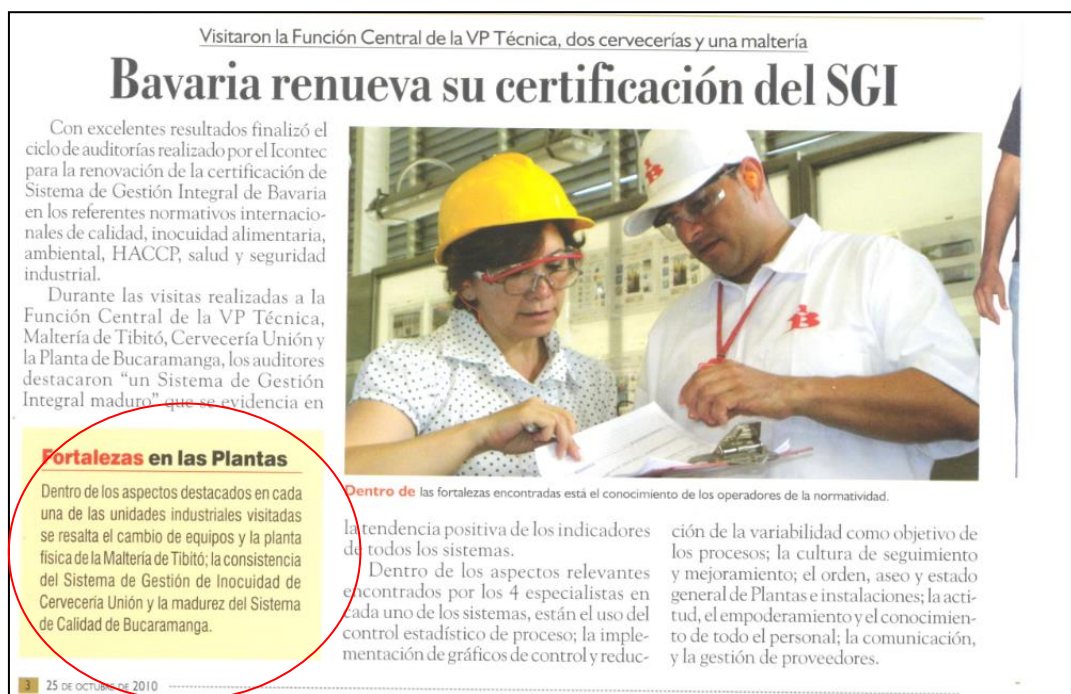 Visitaron la Función Central de la VP Técnica, dos cervecerías y una maltería
Bavaria renueva su certificación del SGI
Con excelentes resultados finalizó el
ciclo de auditorías realizado por el Icontec
para la renovación de la certificación de
Sistema de Gestión Integral de Bavaria
en los referentes normativos internacio-
nales de calidad, inocuidad alimentaria,
ambiental, HACCP, salud y seguridad
industrial.
Durante las visitas realizadas a la
Función Central de la VP Técnica,
Maltería de Tibitó, Cervecería Unión y
la Planta de Bucaramanga, los auditores
destacaron “un Sistema de Gestión
Integral maduro” que se evidencia en
Fortalezas en las Plantas
Dentro de los aspectos destacados en cada
una de las unidades industriales visitadas
se resalta el cambio de equipos y la planta
física de la Maltería de Tibitó; la consistencia
del Sistema de Gestión de Inocuidad de
Cervecería Unión y la madurez del Sistema
de Calidad de Bucaramanga.
B
B
Dentro de las fortalezas encontradas está el conocimiento de los operadores de la normatividad.
la tendencia positiva de los indicadores
de todos los sistemas.
Dentro de los aspectos relevantes
encontrados por los 4 especialistas en
cada uno de los sistemas, están el uso del
control estadístico de proceso; la imple-
mentación de gráficos de control y reduc-
ción de la variabilidad como objetivo de
los procesos; la cultura de seguimiento
y mejoramiento; el orden, aseo y estado
general de Plantas e instalaciones; la acti-
tud, el empoderamiento y el conocimien-
to de todo el personal; la comunicación,
y la gestión de proveedores.
3 25 DE OCTUBRE DE 2010